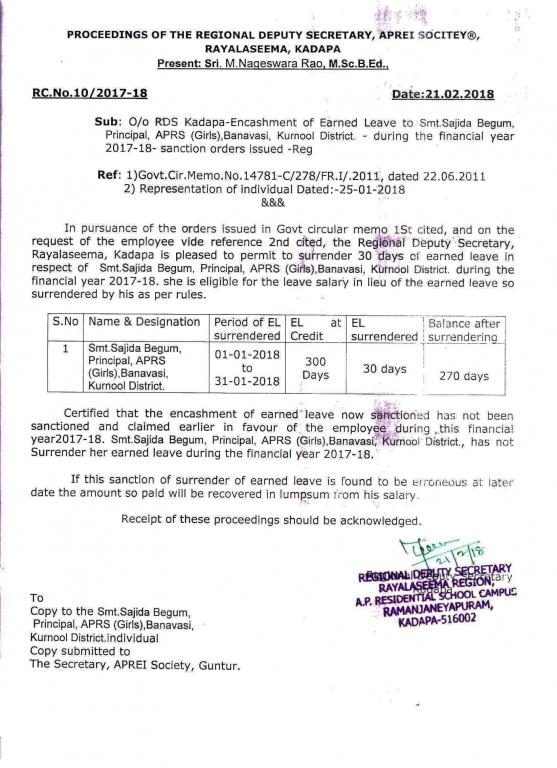 PROCEEDINGS OF THE REGIONAL DEPUTY SECRETARY, APREI SOCITEY®,
RAYALASEEMA, KADAPA
Present: Sri. M.Nageswara Rao, M.Sc.B.Ed.,
RC.No.10/2017-18 Date:21.02.2018
Sub: O/o RDS Kadapa-Encashment of Earned Leave to Smt.Sajida Begum,
Principal, APRS (Girls),Banavasi, Kurnool District. - during the financial year
2017-18- sanction orders issued -Reg
Ref: 1)Govt.Cir.Memo.No.14781-C/278/FR.I/.2011, dated 22.06.2011
2) Representation of individual Dated:-25-01-2018
&&&
In pursuance of the orders issued in Govt circular memo 1St cited, and on the
request of the employee vide reference 2nd cited, the Regional Deputy Secretary,
Rayalaseema, Kadapa is pleased to permit to surrender 30 days of earned leave in
respect of Smt.Sajida Begum, Principal, APRS (Girls),Banavasi, Kurnool District. during the
financial year 2017-18. she is eligible for the leave salary in lieu of the earned leave so
surrendered by his as per rules.
S.No Name & Designation Period of EL surrendered EL at Credit EL surrendered Balance after surrendering
1 Smt.Sajida Begum, Principal, APRS (Girls),Banavasi, Kurnool District. 01-01-2018 to 31-01-2018 300 Days 30 days 270 days
Certified that the encashment of earned leave now sanctioned has not been
sanctioned and claimed earlier in favour of the employee during this financial
year2017-18. Smt.Sajida Begum, Principal, APRS (Girls),Banavasi, Kurnool District., has not
Surrender her earned leave during the financial year 2017-18.
If this sanction of surrender of earned leave is found to be erroneous at later
date the amount so paid will be recovered in lumpsum from his salary.
Receipt of these proceedings should be acknowledged.
21/2/18
REGIONAL DEPUTY SECRETARY
RAYALASEEMA REGION,
A.P. RESIDENTIAL SCHOOL CAMPUS
RAMANJANEYAPURAM,
KADAPA-516002
To
Copy to the Smt.Sajida Begum,
Principal, APRS (Girls),Banavasi,
Kurnool District.individual
Copy submitted to
The Secretary, APREI Society, Guntur.